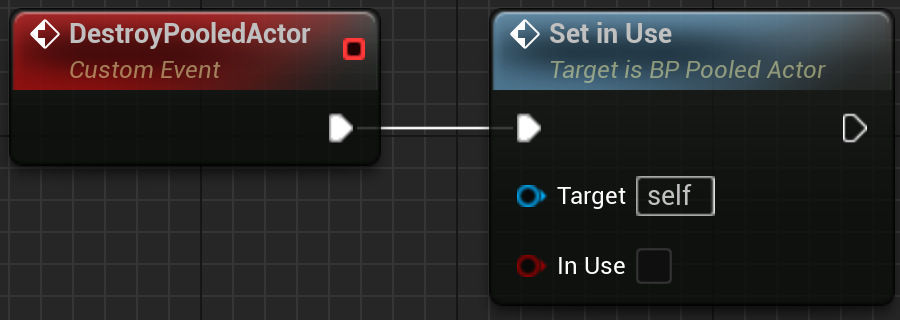 DestroyPooledActor
Custom Event
Set in Use
Target is BP Pooled Actor
Target self
In Use